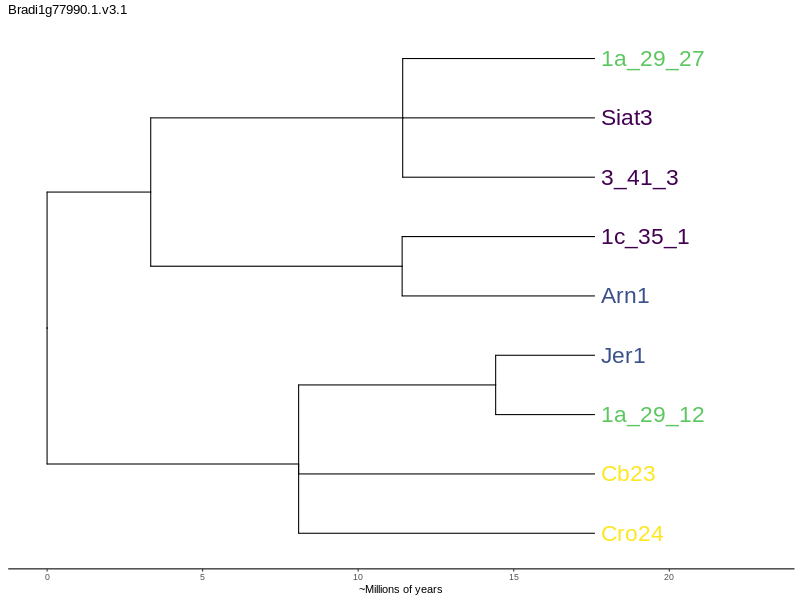 Bradi1g77990.1.v3.1
1a_29_27
Siat3
3_41_3
1c_35_1
Arn1
Jer1
1a_29_12
Cb23
Cro24
0 5 10 15 20
~Millions of years